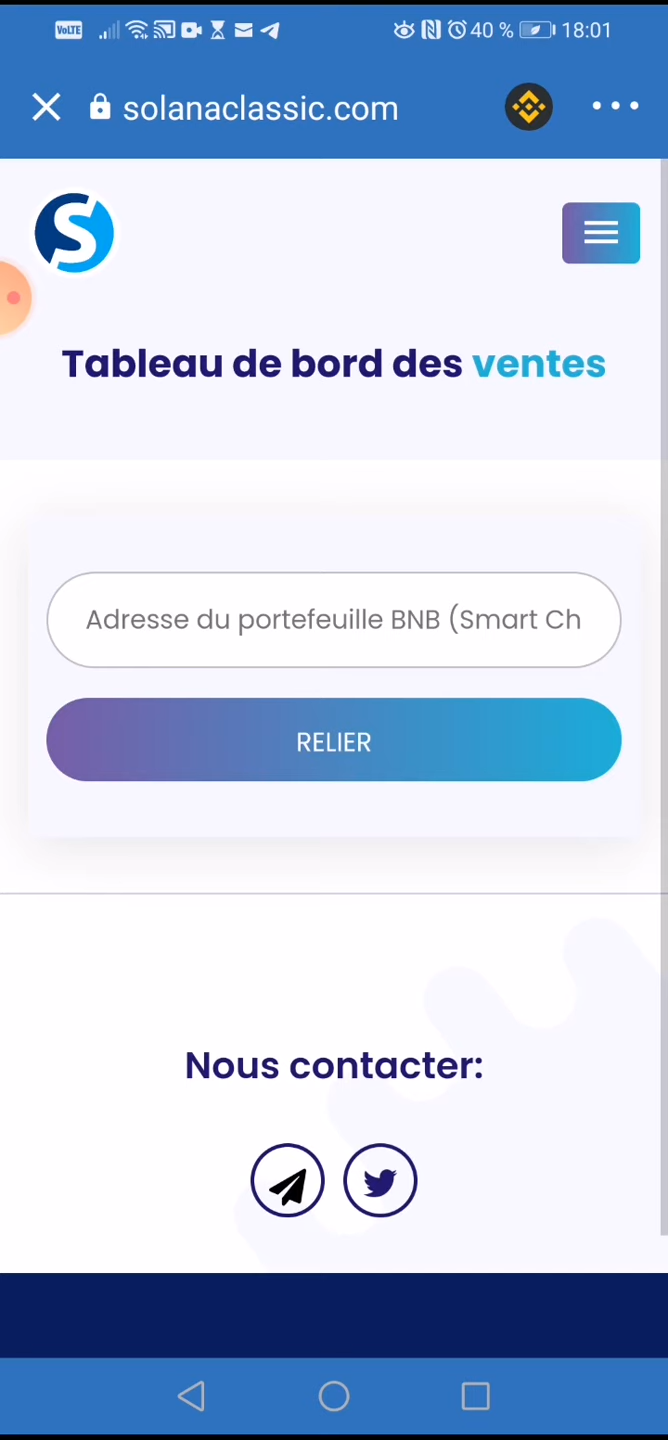 VoLTE 40 % 18:01
solanaclassic.com
S
Tableau de bord des ventes
Adresse du portefeuille BNB (Smart Ch
RELIER
Nous contacter: